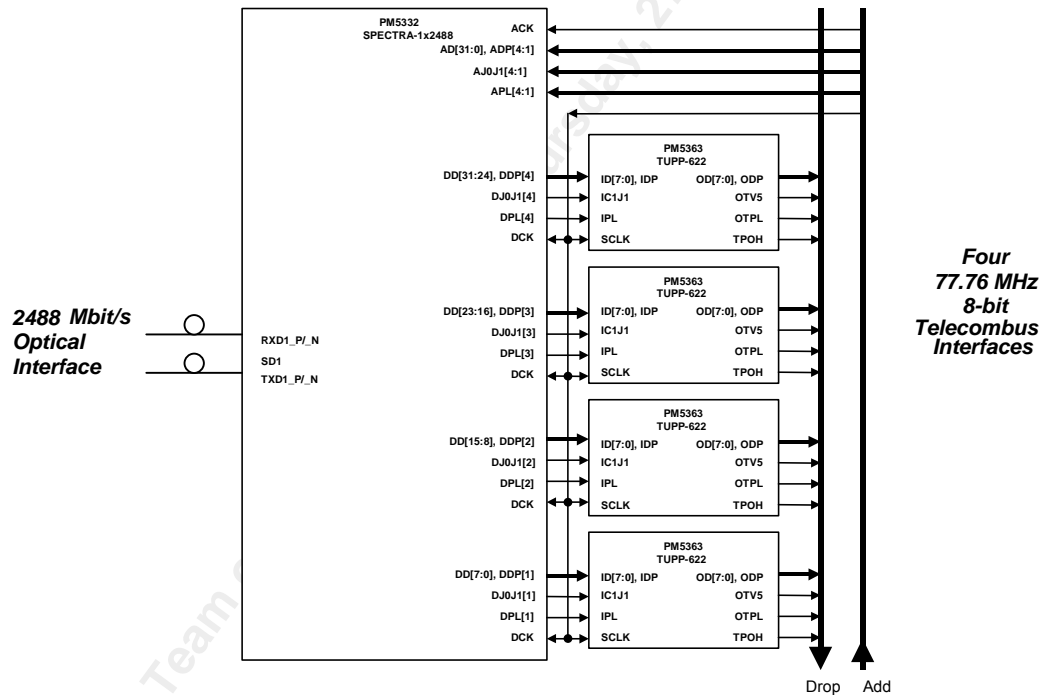 PM5332
SPECTRA-1x2488
ACK
AD[31:0], ADP[4:1]
AJ0J1[4:1]
APL[4:1]
PM5363
TUPP-622
DD[31:24], DDP[4]
ID[7:0], IDP
OD[7:0], ODP
DJ0J1[4]
IC1J1
OTV5
DPL[4]
IPL
OTPL
DCK
SCLK
TPOH
PM5363
TUPP-622
DD[23:16], DDP[3]
ID[7:0], IDP
OD[7:0], ODP
DJ0J1[3]
IC1J1
OTV5
DPL[3]
IPL
OTPL
DCK
SCLK
TPOH
2488 Mbit/s
Optical
Interface
RXD1_P/_N
SD1
TXD1_P/_N
Four
77.76 MHz
8-bit
Telecombus
Interfaces
PM5363
TUPP-622
DD[15:8], DDP[2]
ID[7:0], IDP
OD[7:0], ODP
DJ0J1[2]
IC1J1
OTV5
DPL[2]
IPL
OTPL
DCK
SCLK
TPOH
PM5363
TUPP-622
DD[7:0], DDP[1]
ID[7:0], IDP
OD[7:0], ODP
DJ0J1[1]
IC1J1
OTV5
DPL[1]
IPL
OTPL
DCK
SCLK
TPOH
Drop
Add
Team